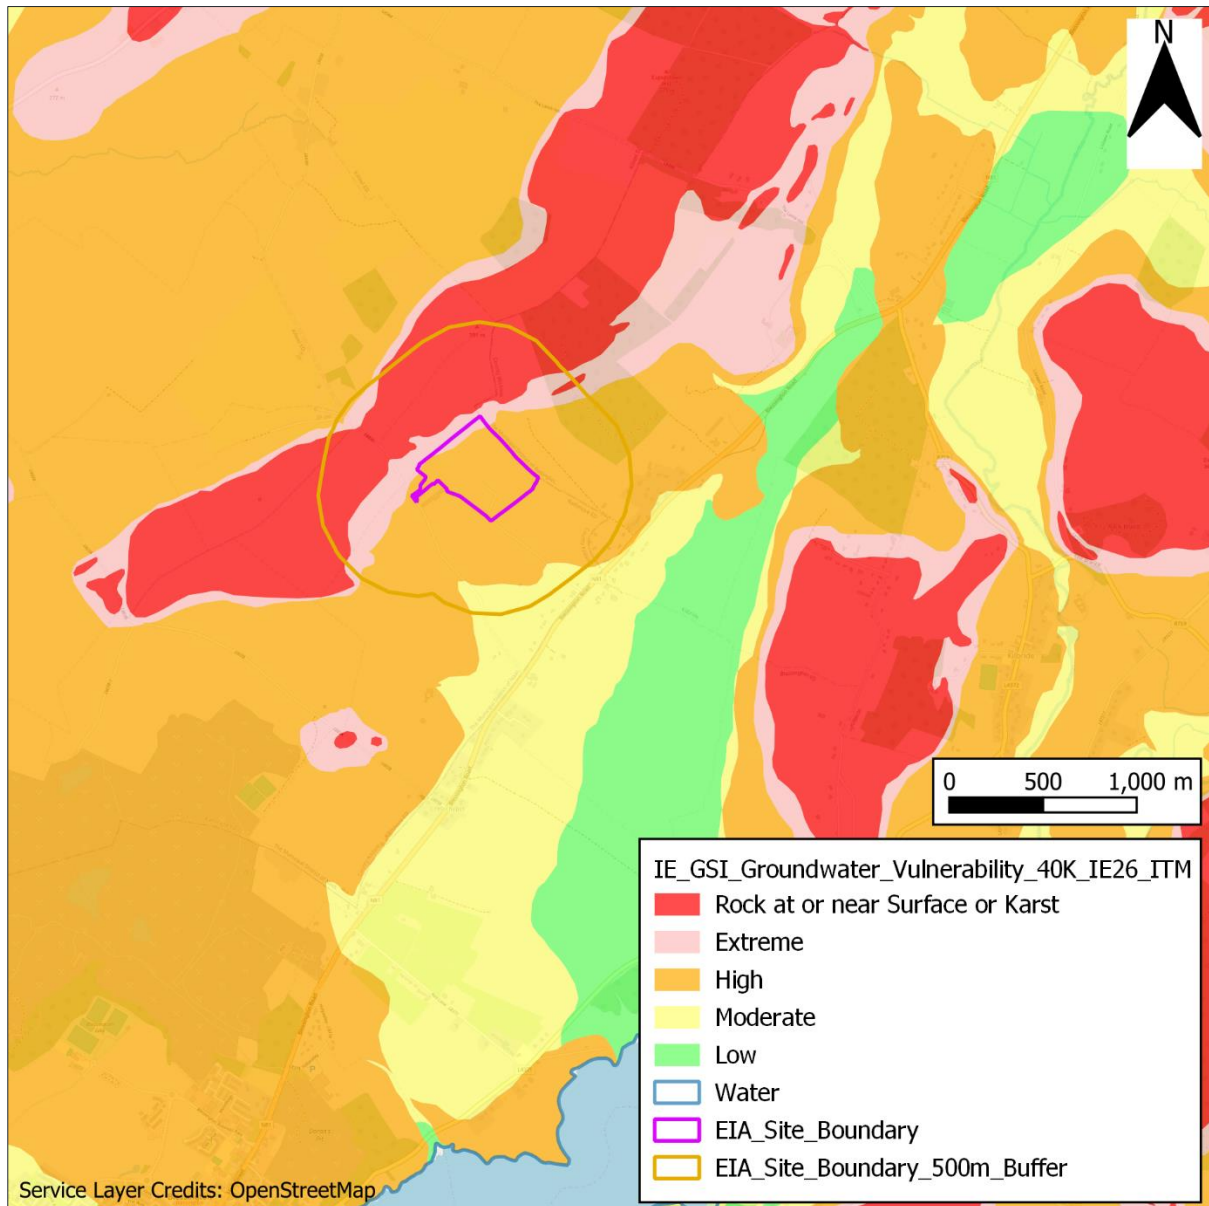 N
0 500 1,000 m
IE_GSI_Groundwater_Vulnerability_40K_IE26_ITM
Rock at or near Surface or Karst
Extreme
High
Moderate
Low
Water
EIA_Site_Boundary
EIA_Site_Boundary_500m_Buffer
Service Layer Credits: OpenStreetMap